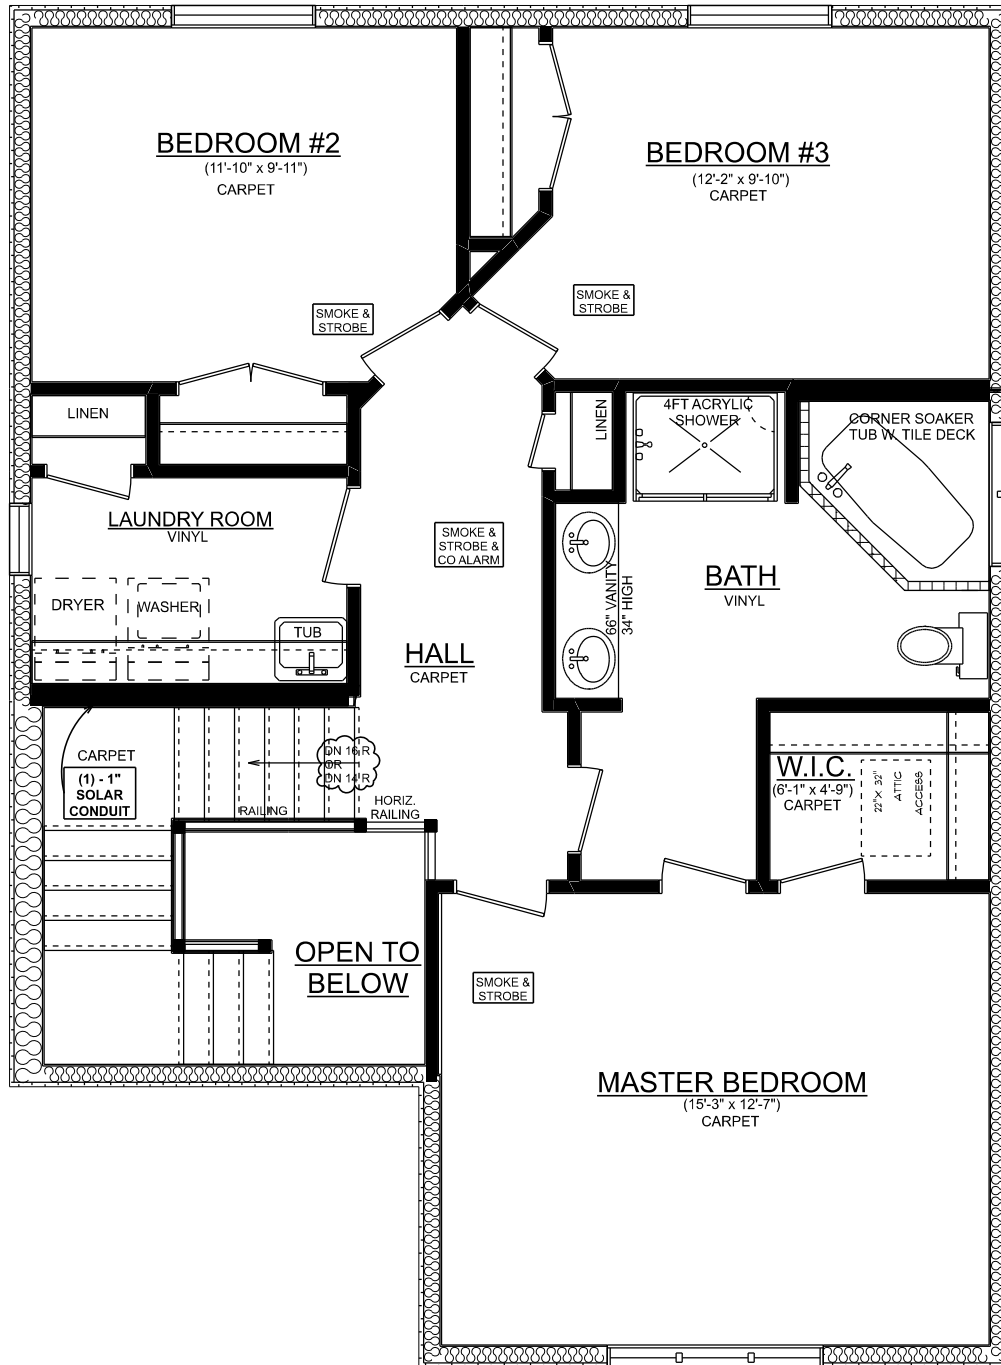 BEDROOM #2
(11'-10" x 9'-11")
CARPET
BEDROOM #3
(12'-2" x 9'-10")
CARPET
SMOKE &
STROBE
SMOKE &
STROBE
LINEN
LINEN
4FT ACRYLIC
SHOWER
CORNER SOAKER
TUB W. TILE DECK
LAUNDRY ROOM
VINYL
SMOKE &
STROBE &
CO ALARM
DRYER
WASHER
TUB
66" VANITY
34" HIGH
BATH
VINYL
HALL
CARPET
CARPET
(1) - 1"
SOLAR
CONDUIT
DN 16 R
OR
DN 14 R
RAILING
HORIZ.
RAILING
W.I.C.
(6'-1" x 4'-9")
CARPET
22"x 32"
ATTIC
ACCESS
OPEN TO
BELOW
SMOKE &
STROBE
MASTER BEDROOM
(15'-3" x 12'-7")
CARPET